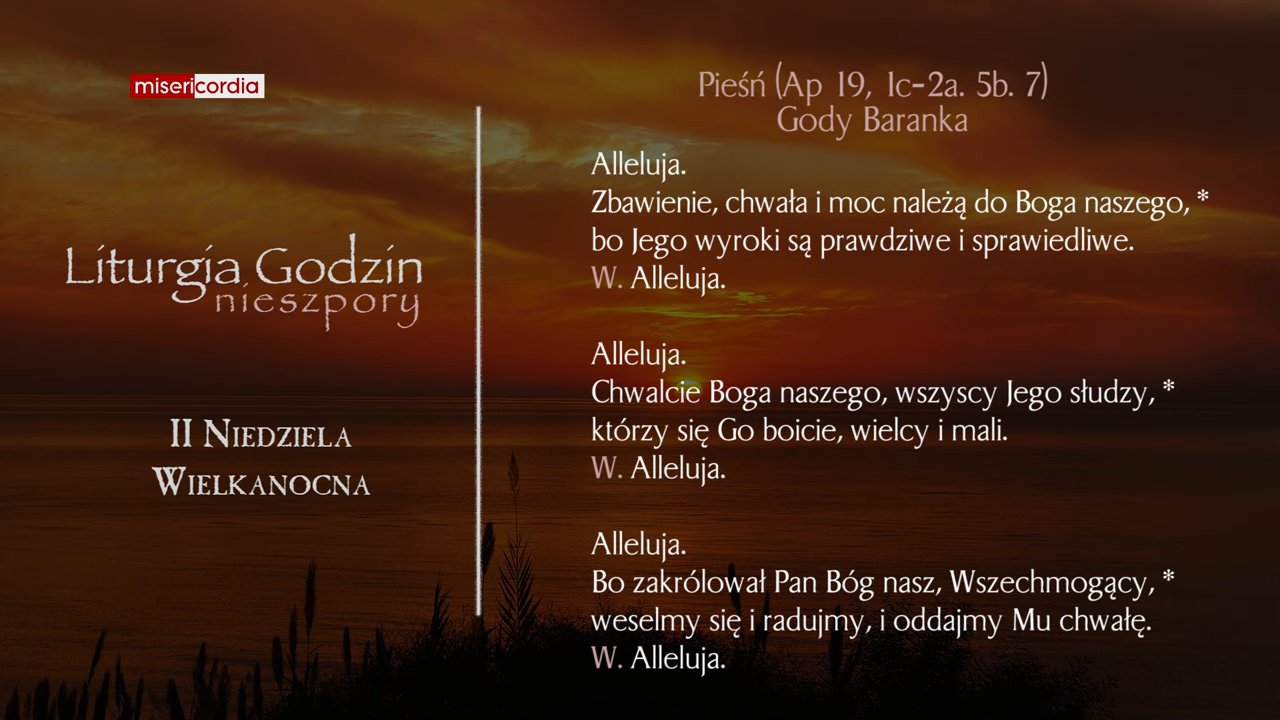 misericordia
Liturgia Godzin
nieszpory
II Niedziela
Wielkanocna
Pieśń (Ap 19, 1c-2a. 5b. 7)
Gody Baranka
Alleluja.
Zbawienie, chwała i moc należą do Boga naszego, *
bo Jego wyroki są prawdziwe i sprawiedliwe.
W. Alleluja.
Alleluja.
Chwalcie Boga naszego, wszyscy Jego słudzy, *
którzy się Go boicie, wielcy i mali.
W. Alleluja.
Alleluja.
Bo zakrólował Pan Bóg nasz, Wszechmogący, *
weselmy się i radujmy, i oddajmy Mu chwałę.
W. Alleluja.